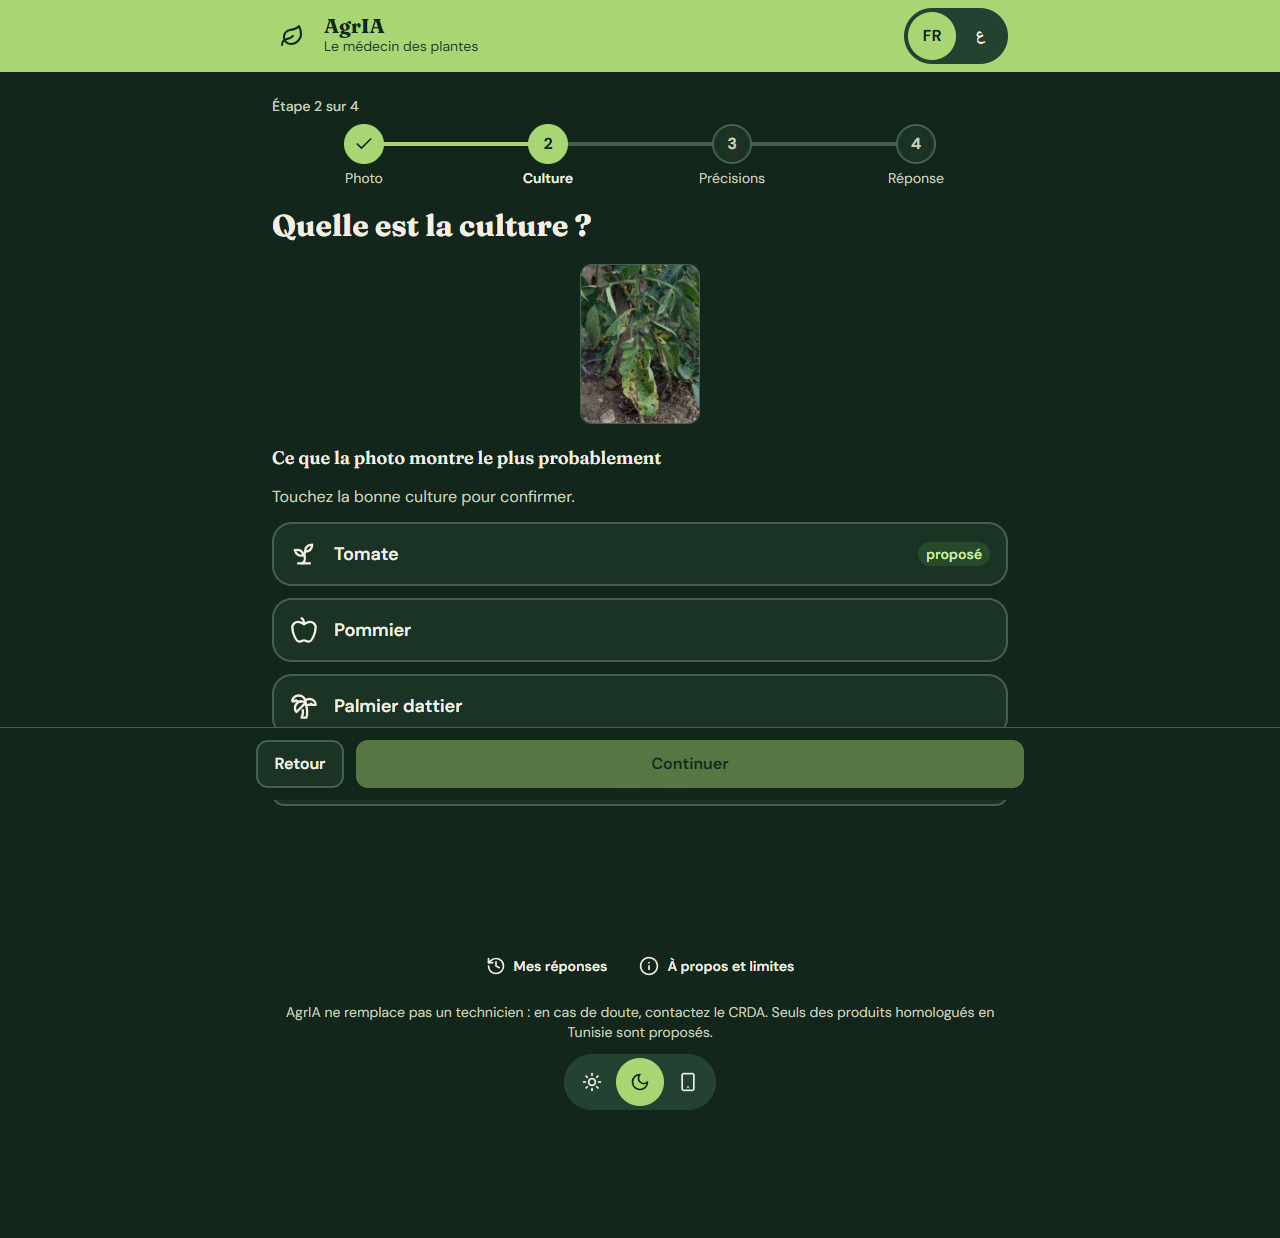 AgrIA
Le médecin des plantes
FR
ع
Étape 2 sur 4
2
3
4
Photo
Culture
Précisions
Réponse
Quelle est la culture ?
Ce que la photo montre le plus probablement
Touchez la bonne culture pour confirmer.
Tomate
proposé
Pommier
Palmier dattier
Retour
Continuer
Mes réponses
À propos et limites
AgrIA ne remplace pas un technicien : en cas de doute, contactez le CRDA. Seuls des produits homologués en
Tunisie sont proposés.